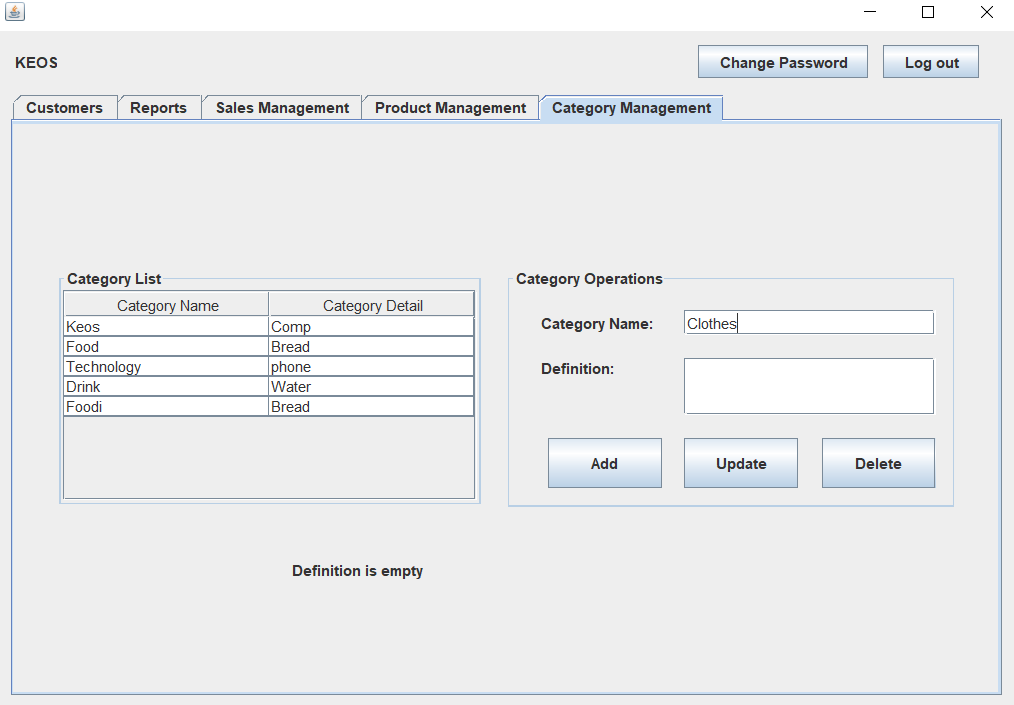 KEOS
Change Password
Log out
Customers
Reports
Sales Management
Product Management
Category Management
Category List
Category Name
Category Detail
Keos
Comp
Food
Bread
Technology
phone
Drink
Water
Foodi
Bread
Category Operations
Category Name:
Clothes
Definition:
Add
Update
Delete
Definition is empty